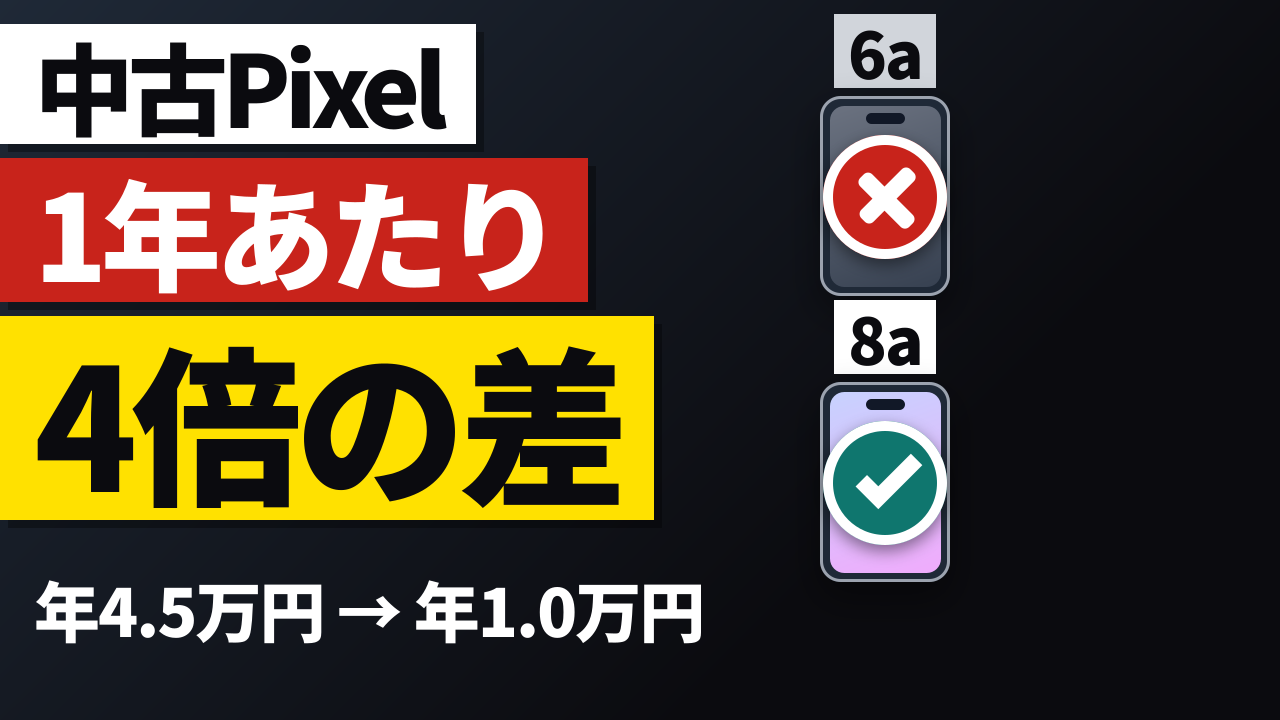 中古Pixel
1年あたり
4倍の差
年4.5万円 → 年1.0万円
6a
8a